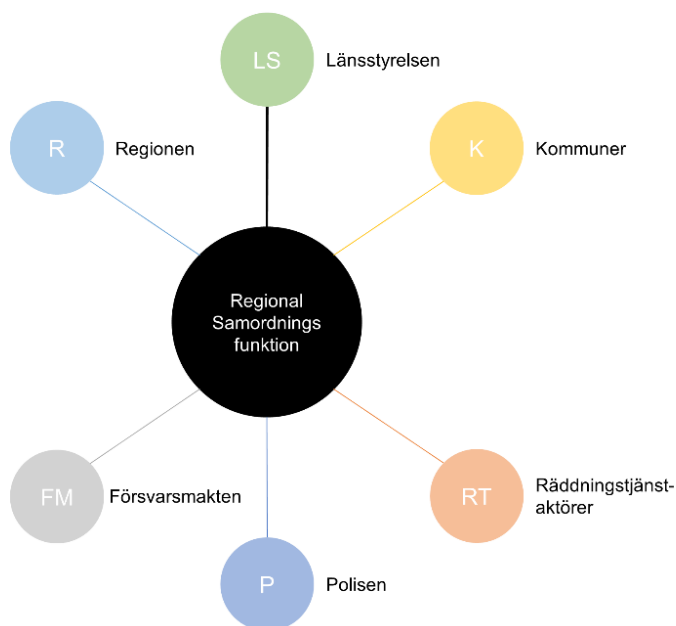 LS
Länsstyrelsen
R
Regionen
K
Kommuner
Regional
Samordnings
funktion
FM
Försvarsmakten
RT
Räddningstjänst-
aktörer
P
Polisen